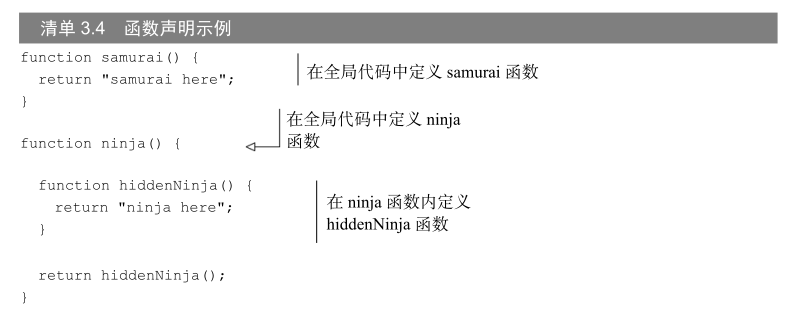 清单 3.4 函数声明示例
function samurai() {
  return "samurai here";
}
在全局代码中定义 samurai 函数
在全局代码中定义 ninja
函数
function ninja() {
  function hiddenNinja() {
    return "ninja here";
  }
在 ninja 函数内定义
hiddenNinja 函数
  return hiddenNinja();
}